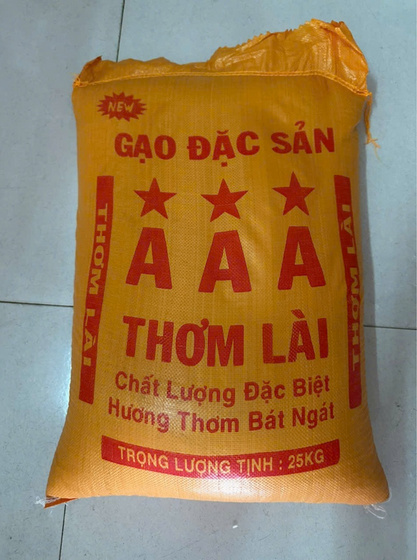 NEW
GẠO ĐẶC SẢN
A A A
THƠM LÀI
THƠM LÀI
THƠM LÀI
Chất Lượng Đặc Biệt
Hương Thơm Bát Ngát
TRỌNG LƯỢNG TỊNH : 25KG